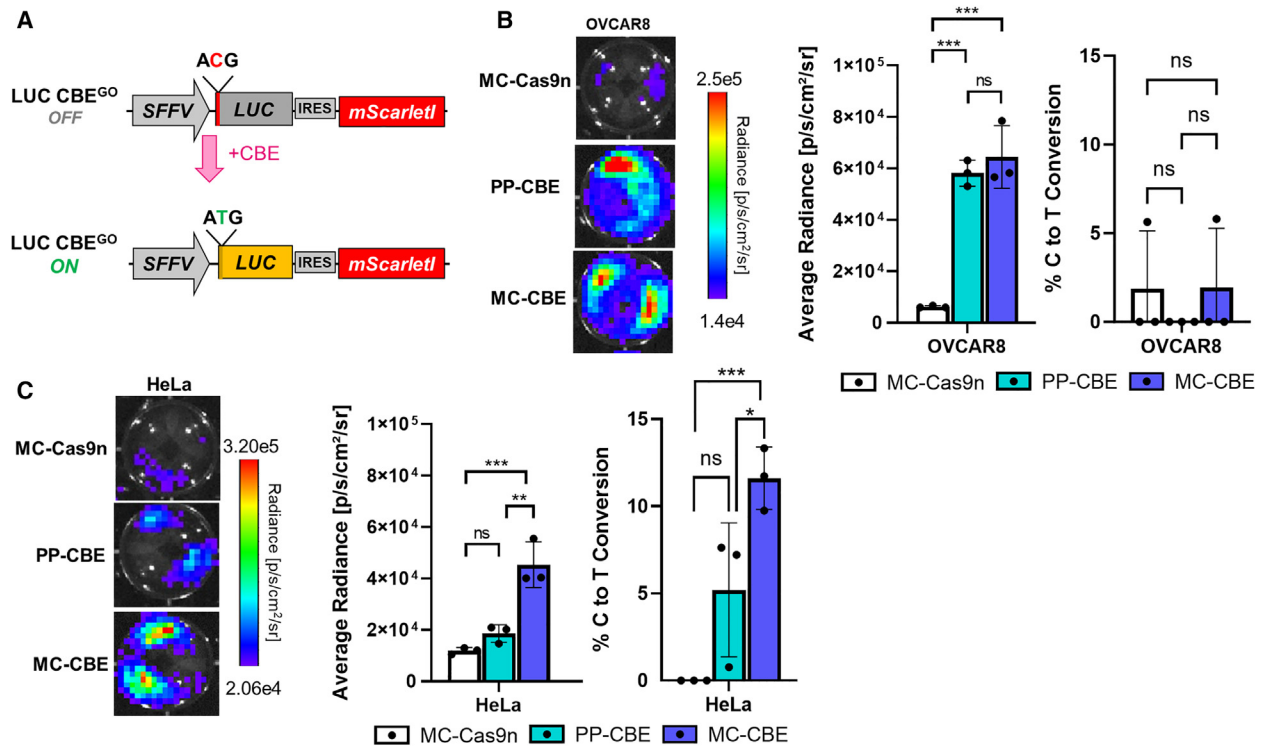 A
ACG
LUC CBE^GO
OFF
SFFV
LUC
IRES
mScarletI
+CBE
ATG
LUC CBE^GO
ON
SFFV
LUC
IRES
mScarletI
B
OVCAR8
MC-Cas9n
PP-CBE
MC-CBE
2.5e5
Radiance [p/s/cm²/sr]
1.4e4
Average Radiance [p/s/cm²/sr]
1×10⁵
8×10⁴
6×10⁴
4×10⁴
2×10⁴
0
***
***
ns
OVCAR8
% C to T Conversion
15
10
5
0
ns
ns
ns
OVCAR8
MC-Cas9n PP-CBE MC-CBE
C
HeLa
MC-Cas9n
PP-CBE
MC-CBE
3.20e5
Radiance [p/s/cm²/sr]
2.06e4
Average Radiance [p/s/cm²/sr]
1×10⁵
8×10⁴
6×10⁴
4×10⁴
2×10⁴
0
***
**
ns
HeLa
% C to T Conversion
15
10
5
0
***
*
ns
HeLa
MC-Cas9n PP-CBE MC-CBE